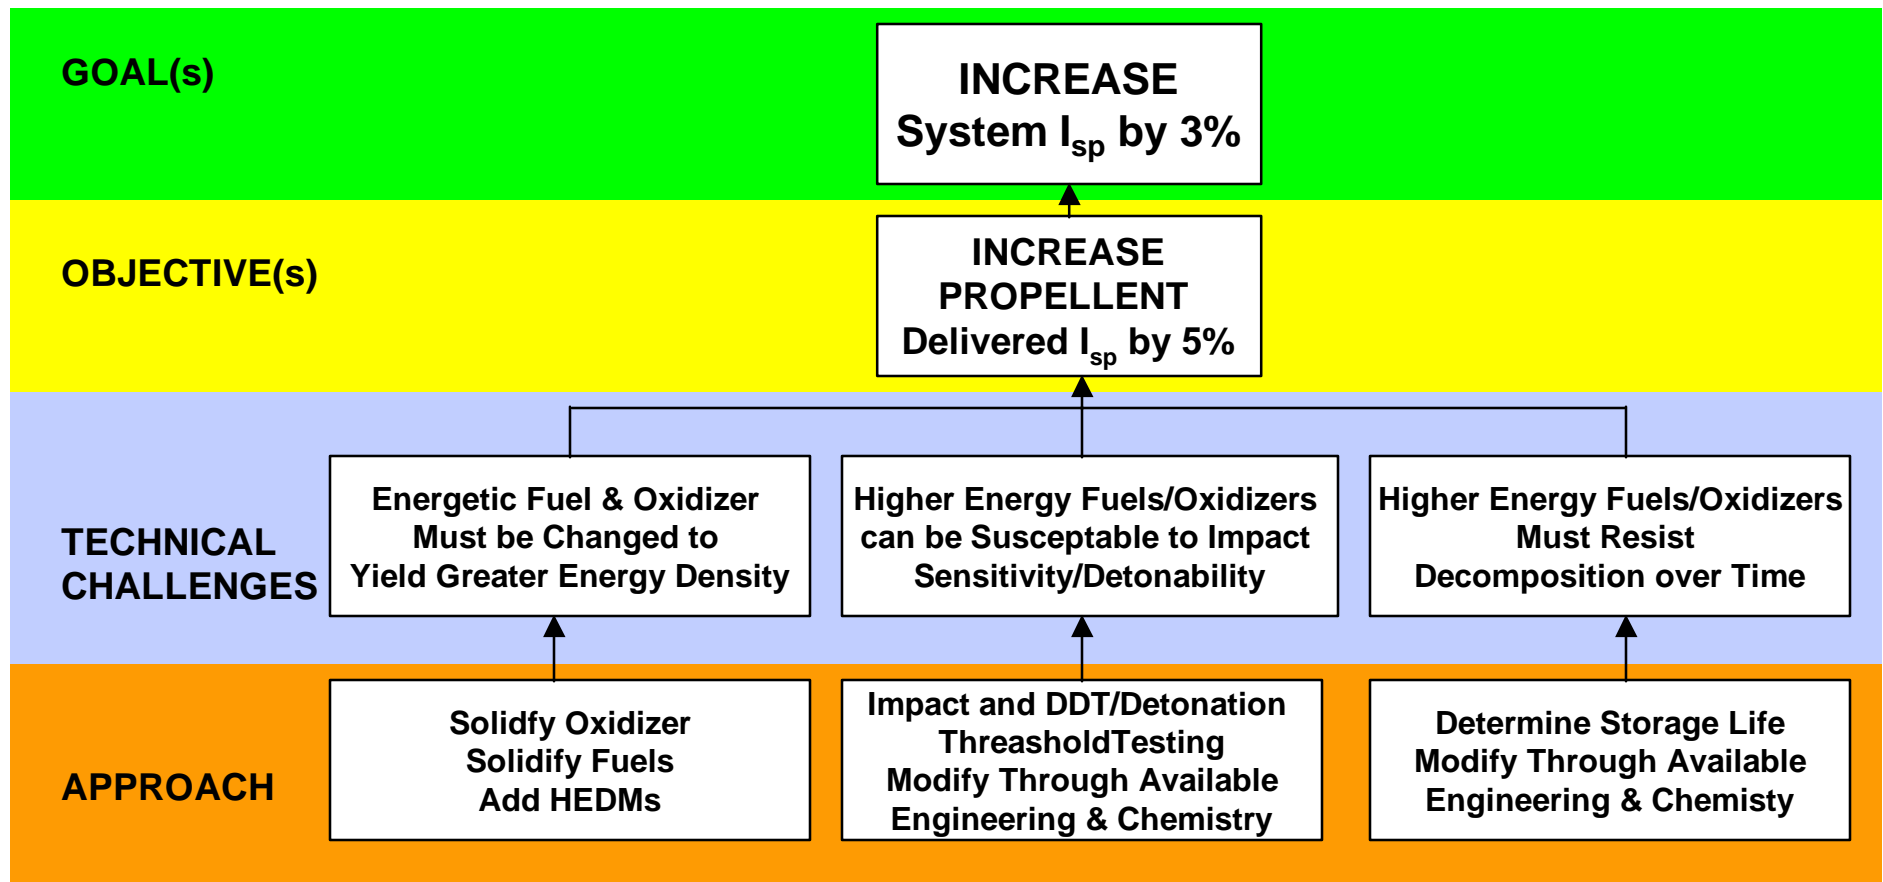 GOAL(s)
INCREASE
System Isp by 3%
OBJECTIVE(s)
INCREASE
PROPELLENT
Delivered Isp by 5%
TECHNICAL
CHALLENGES
Energetic Fuel & Oxidizer
Must be Changed to
Yield Greater Energy Density
Higher Energy Fuels/Oxidizers
can be Susceptable to Impact
Sensitivity/Detonability
Higher Energy Fuels/Oxidizers
Must Resist
Decomposition over Time
APPROACH
Solidfy Oxidizer
Solidify Fuels
Add HEDMs
Impact and DDT/Detonation
ThreasholdTesting
Modify Through Available
Engineering & Chemistry
Determine Storage Life
Modify Through Available
Engineering & Chemisty